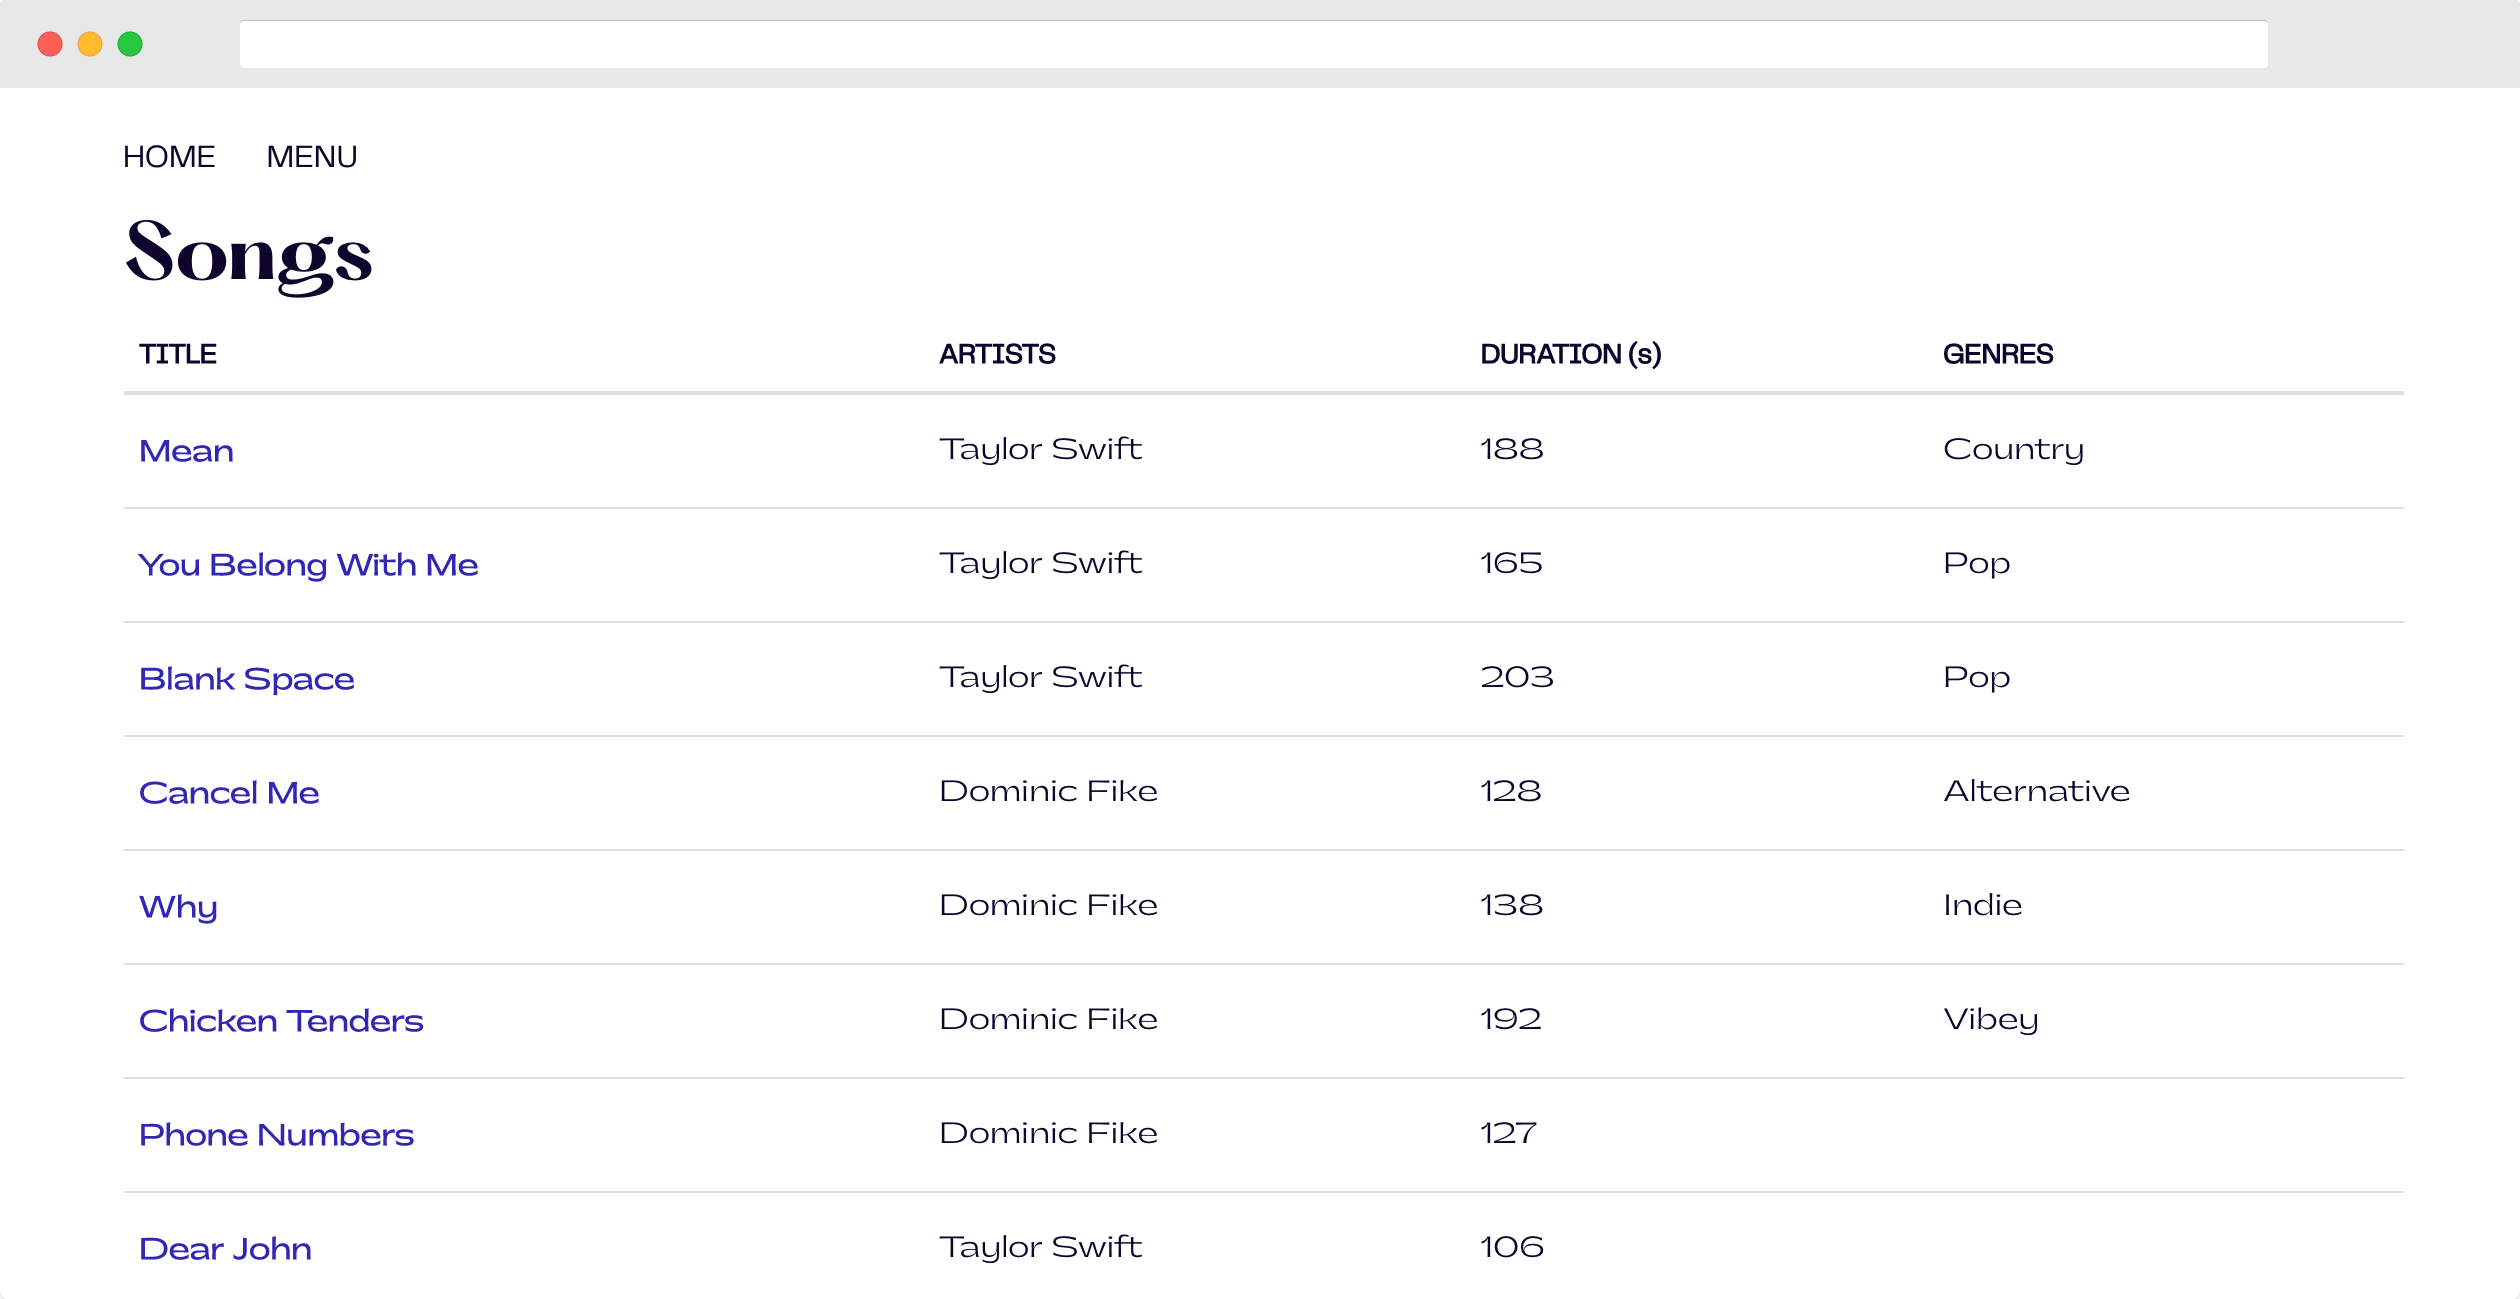 HOME MENU
Songs
TITLE ARTISTS DURATION (s) GENRES
Mean Taylor Swift 188 Country
You Belong With Me Taylor Swift 165 Pop
Blank Space Taylor Swift 203 Pop
Cancel Me Dominic Fike 128 Alternative
Why Dominic Fike 138 Indie
Chicken Tenders Dominic Fike 192 Vibey
Phone Numbers Dominic Fike 127
Dear John Taylor Swift 106